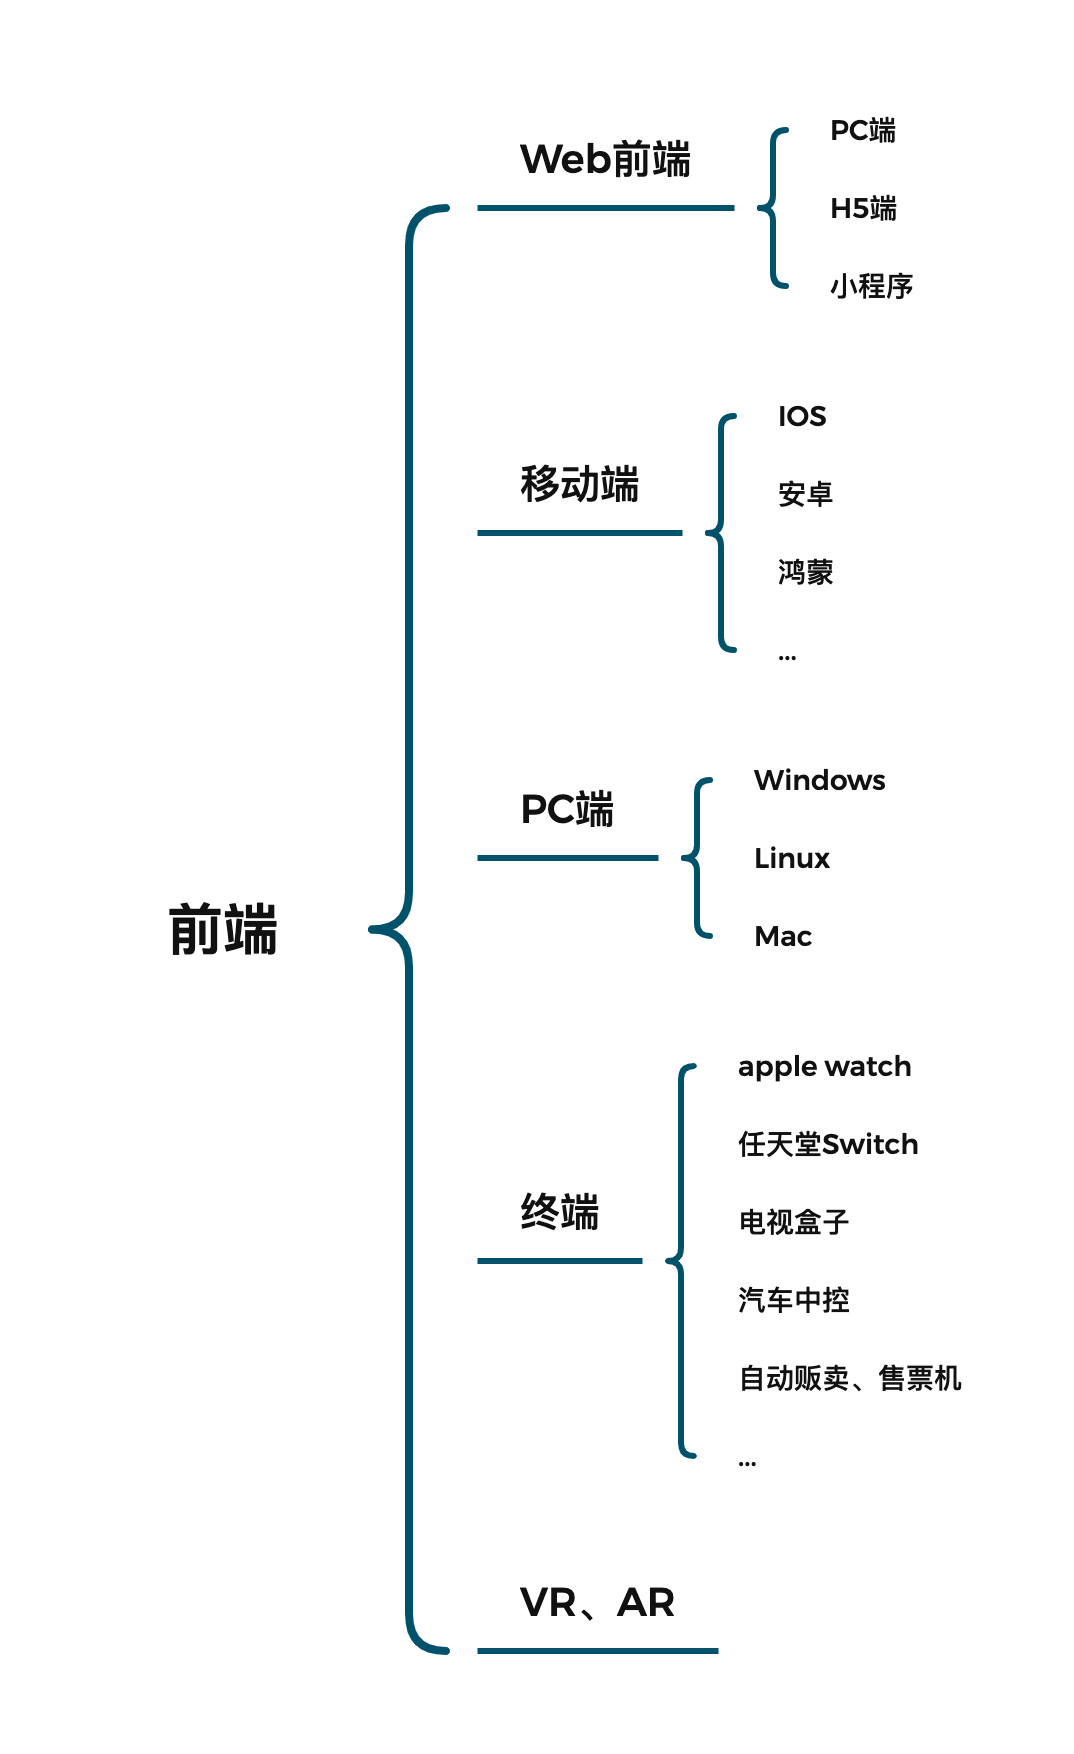 前端
Web前端
PC端
H5端
小程序
移动端
IOS
安卓
鸿蒙
...
PC端
Windows
Linux
Mac
终端
apple watch
任天堂Switch
电视盒子
汽车中控
自动贩卖、售票机
...
VR、AR